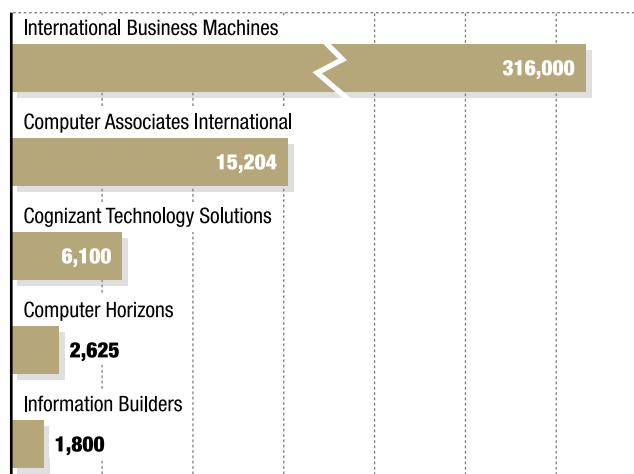 International Business Machines
316,000
Computer Associates International
15,204
Cognizant Technology Solutions
6,100
Computer Horizons
2,625
Information Builders
1,800